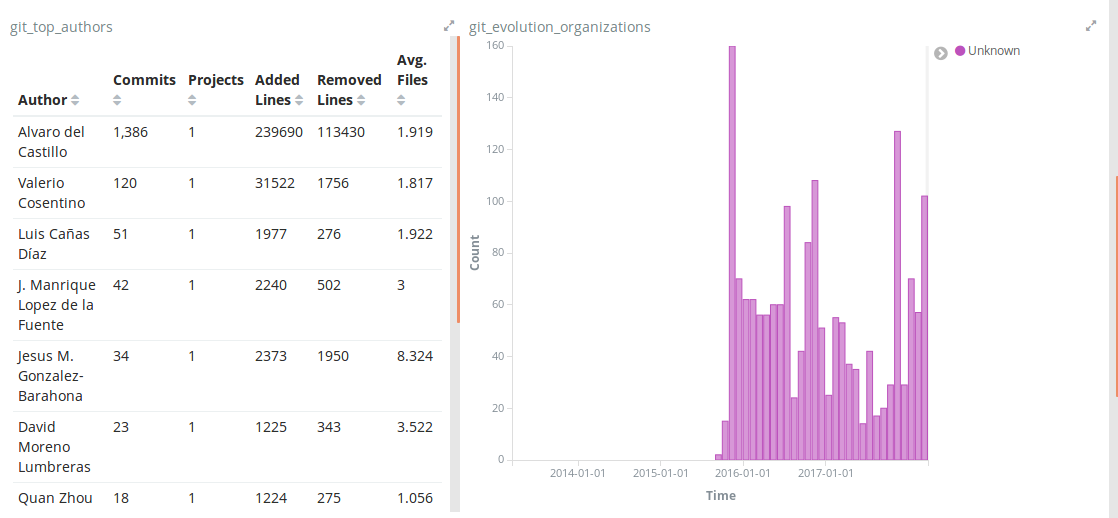 git_top_authors
Author Commits Projects Added Lines Removed Lines Avg. Files
Alvaro del Castillo 1,386 1 239690 113430 1.919
Valerio Cosentino 120 1 31522 1756 1.817
Luis Cañas Díaz 51 1 1977 276 1.922
J. Manrique Lopez de la Fuente 42 1 2240 502 3
Jesus M. Gonzalez-Barahona 34 1 2373 1950 8.324
David Moreno Lumbreras 23 1 1225 343 3.522
Quan Zhou 18 1 1224 275 1.056
git_evolution_organizations
160
140
120
100
80
60
40
20
0
Count
2014-01-01 2015-01-01 2016-01-01 2017-01-01
Time
Unknown